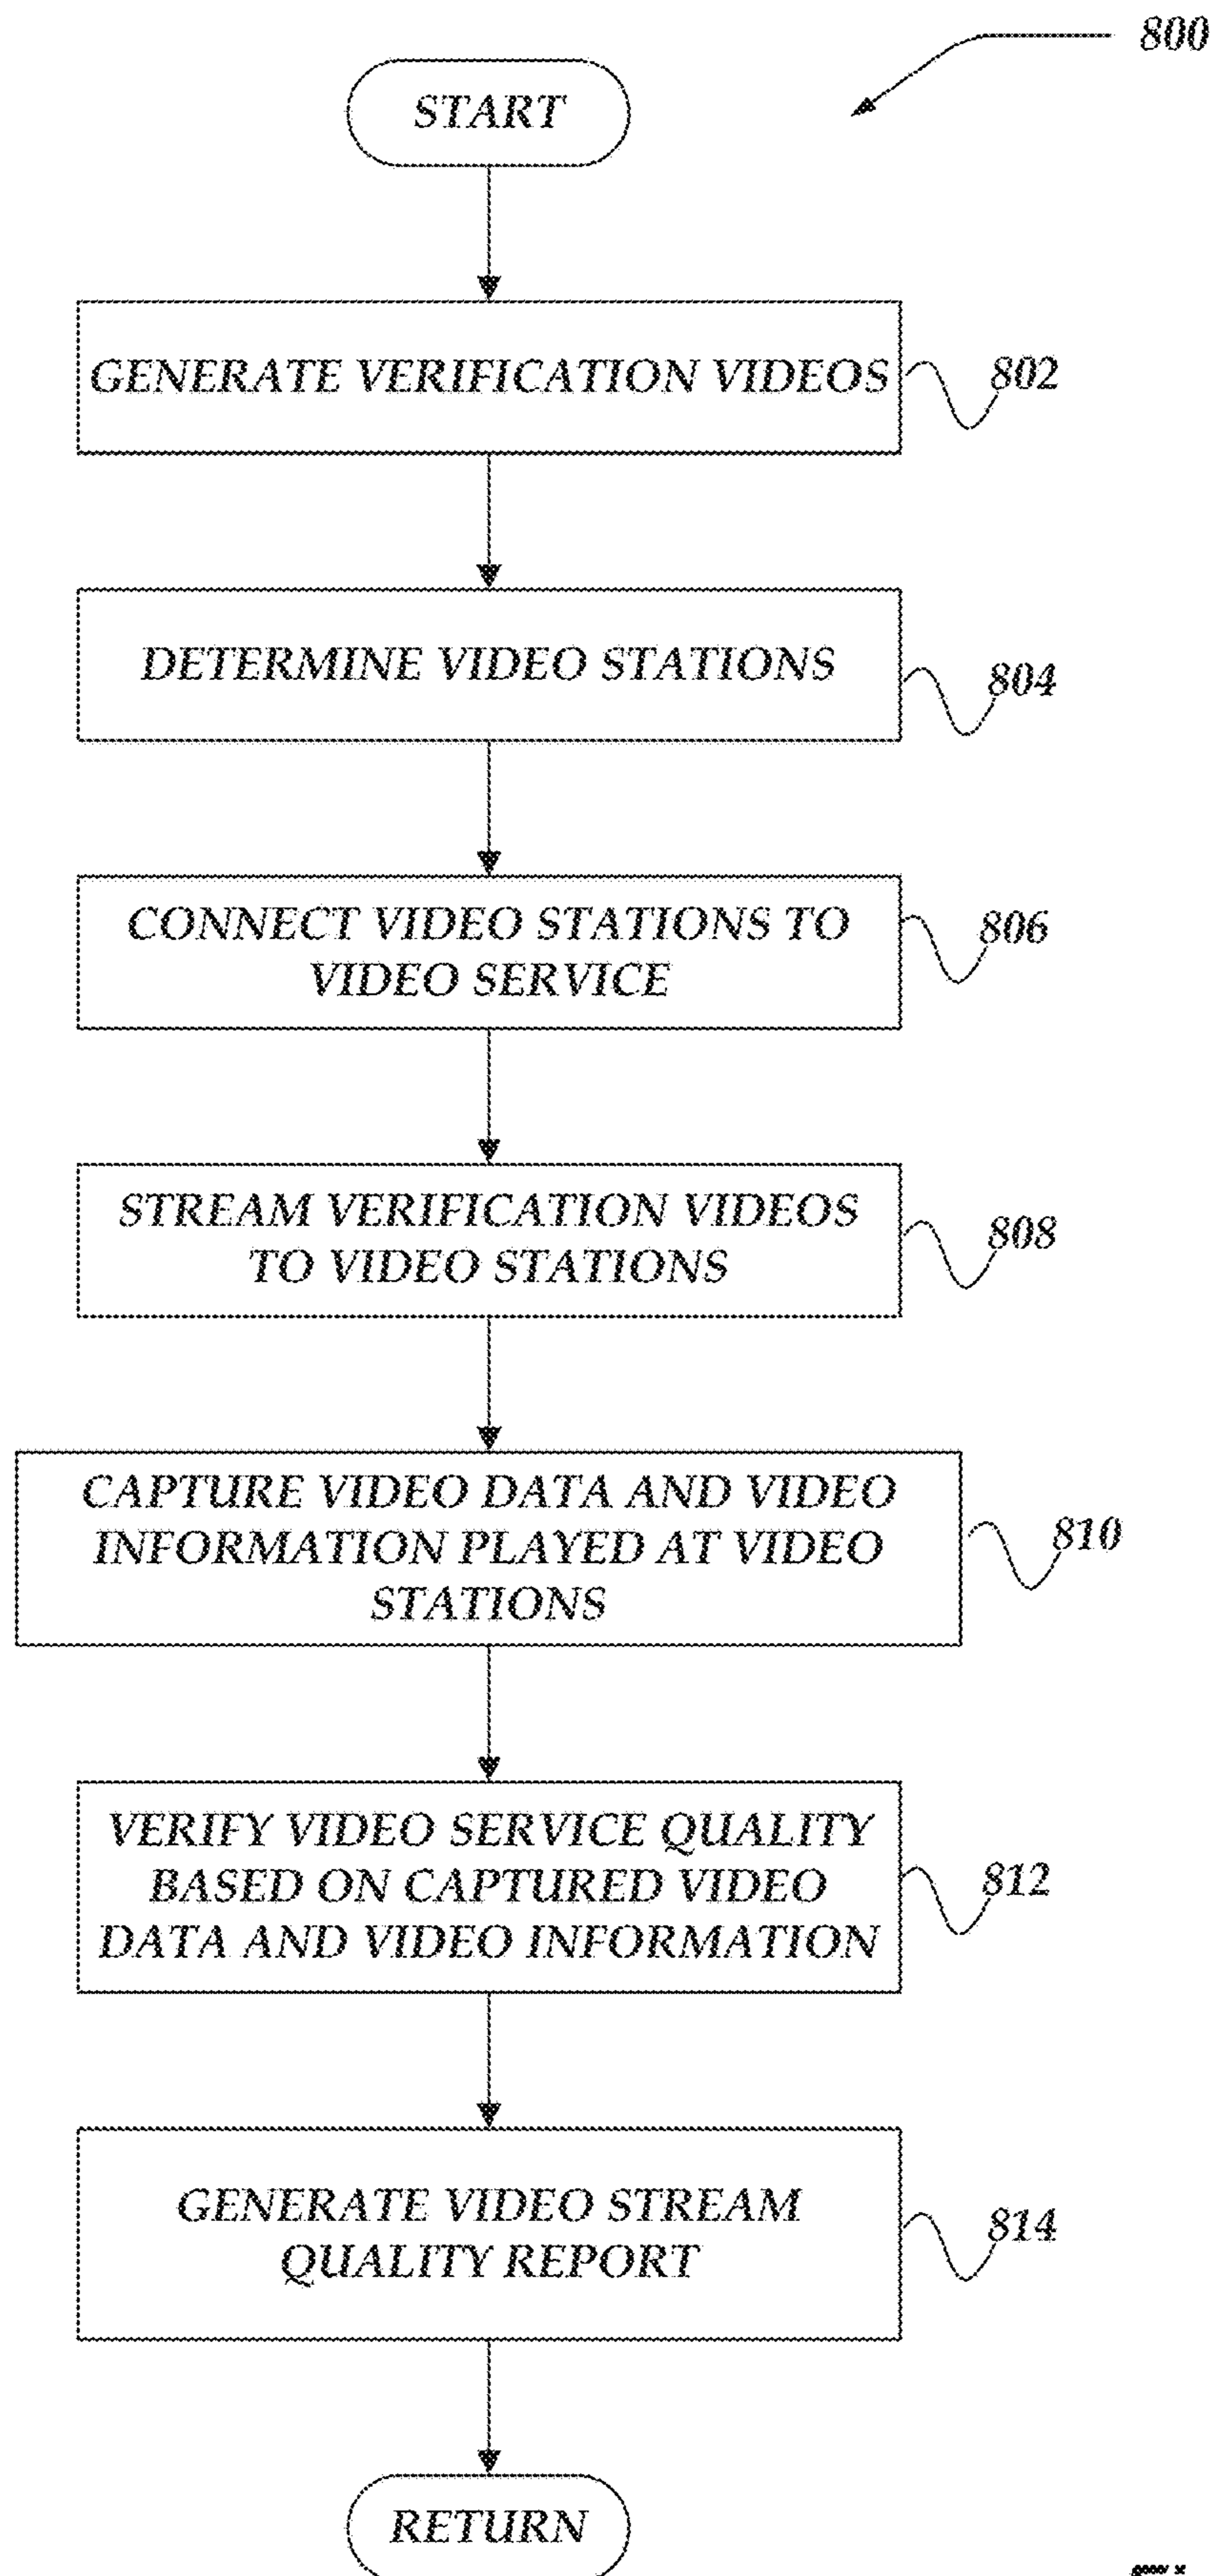 800
START
GENERATE VERIFICATION VIDEOS
802
DETERMINE VIDEO STATIONS
804
CONNECT VIDEO STATIONS TO
VIDEO SERVICE
806
STREAM VERIFICATION VIDEOS
TO VIDEO STATIONS
808
CAPTURE VIDEO DATA AND VIDEO
INFORMATION PLAYED AT VIDEO
STATIONS
810
VERIFY VIDEO SERVICE QUALITY
BASED ON CAPTURED VIDEO
DATA AND VIDEO INFORMATION
812
GENERATE VIDEO STREAM
QUALITY REPORT
814
RETURN